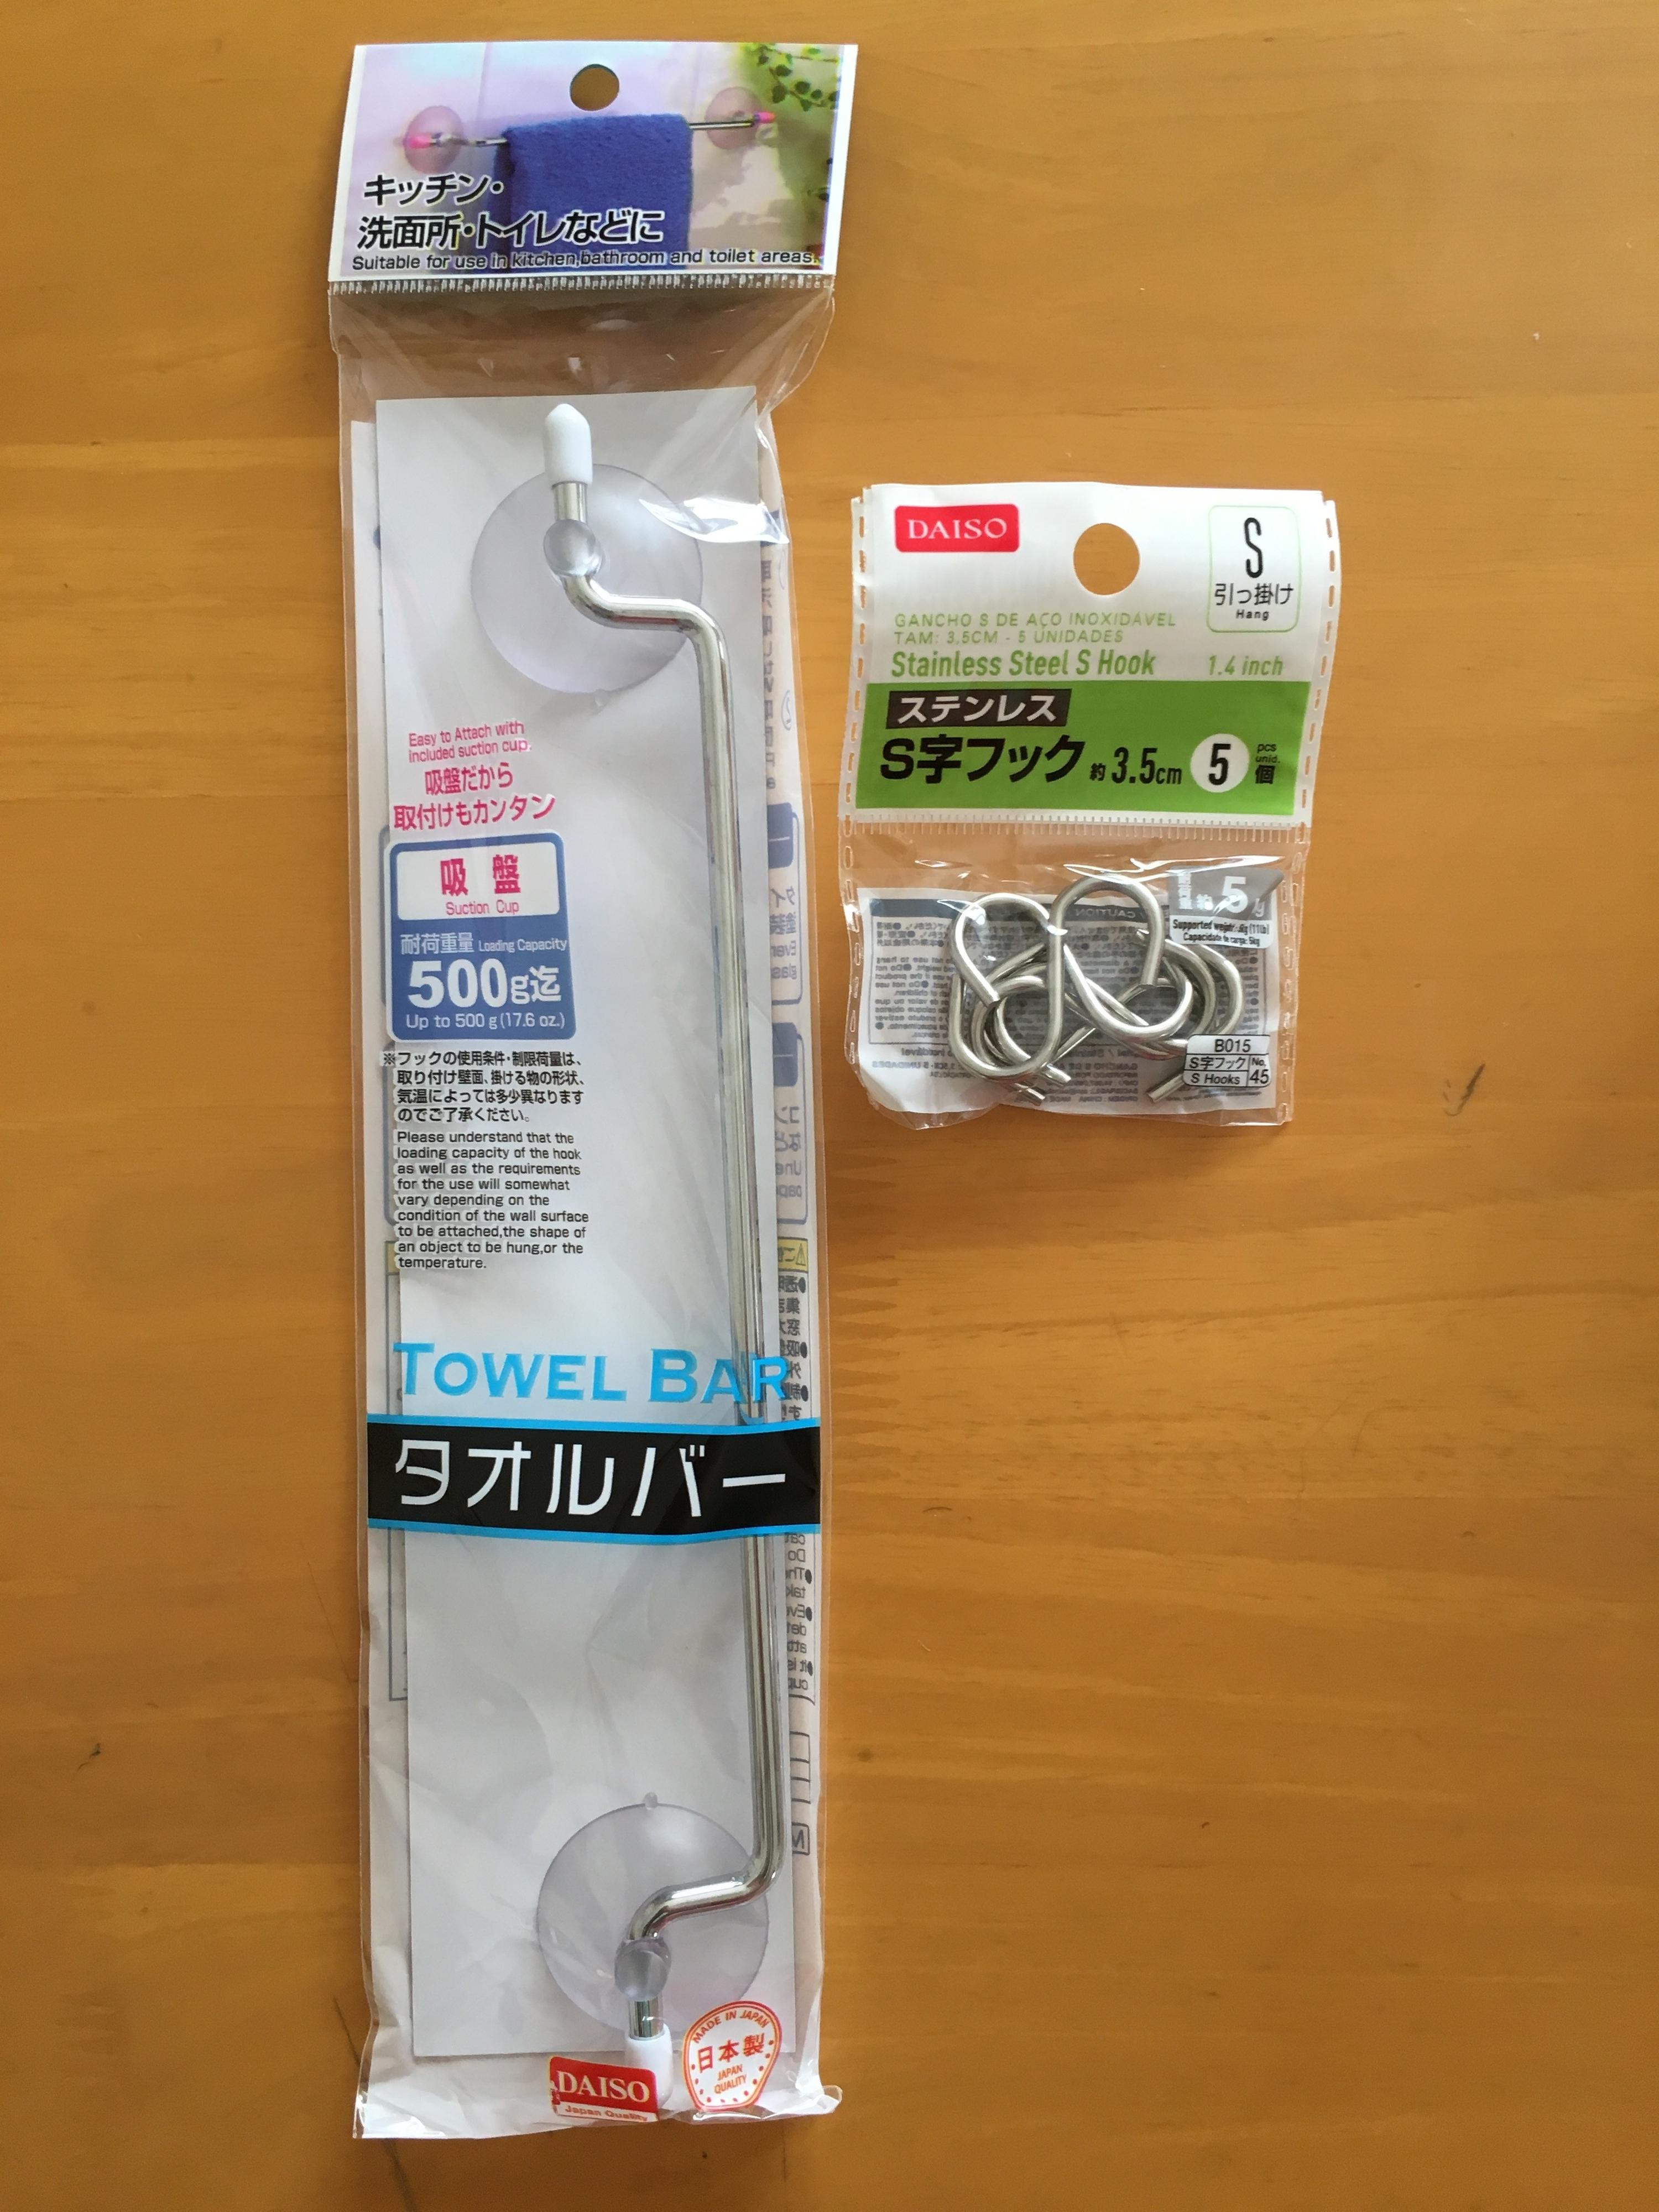 キッチン・
洗面所・トイレなどに
Suitable for use in kitchen,bathroom and toilet areas.
Easy to Attach with
included suction cup.
吸盤だから
取付けもカンタン
吸 盤
Suction Cup
耐荷重量 Loading Capacity
500g迄
Up to 500 g (17.6 oz.)
※フックの使用条件・制限荷量は、
取り付け壁面、掛ける物の形状、
気温によっては多少異なります
のでご了承ください。
Please understand that the
loading capacity of the hook
as well as the requirements
for the use will somewhat
vary depending on the
condition of the wall surface
to be attached,the shape of
an object to be hung,or the
temperature.
TOWEL BAR
タオルバー
DAISO
Japan Quality
MADE IN JAPAN
日本製
JAPAN
QUALITY
DAISO
S
引っ掛け
Hang
GANCHO S DE AÇO INOXIDÁVEL
TAM: 3,5CM - 5 UNIDADES
Stainless Steel S Hook 1.4 inch
ステンレス
S字フック 約3.5cm 5 pcs unid. 個
5
Supported weight:
Capacidade de carga: 5kg
B015
S字フック No.
S Hooks 45